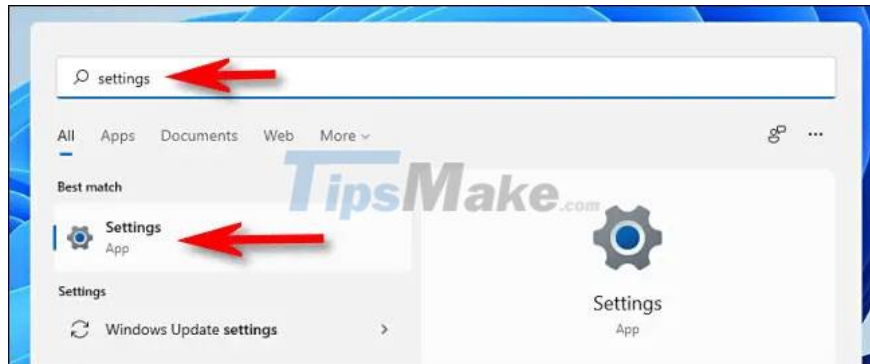 settings
All Apps Documents Web More
TipsMake.com
Best match
Settings
App
Settings
Windows Update settings
Settings
App